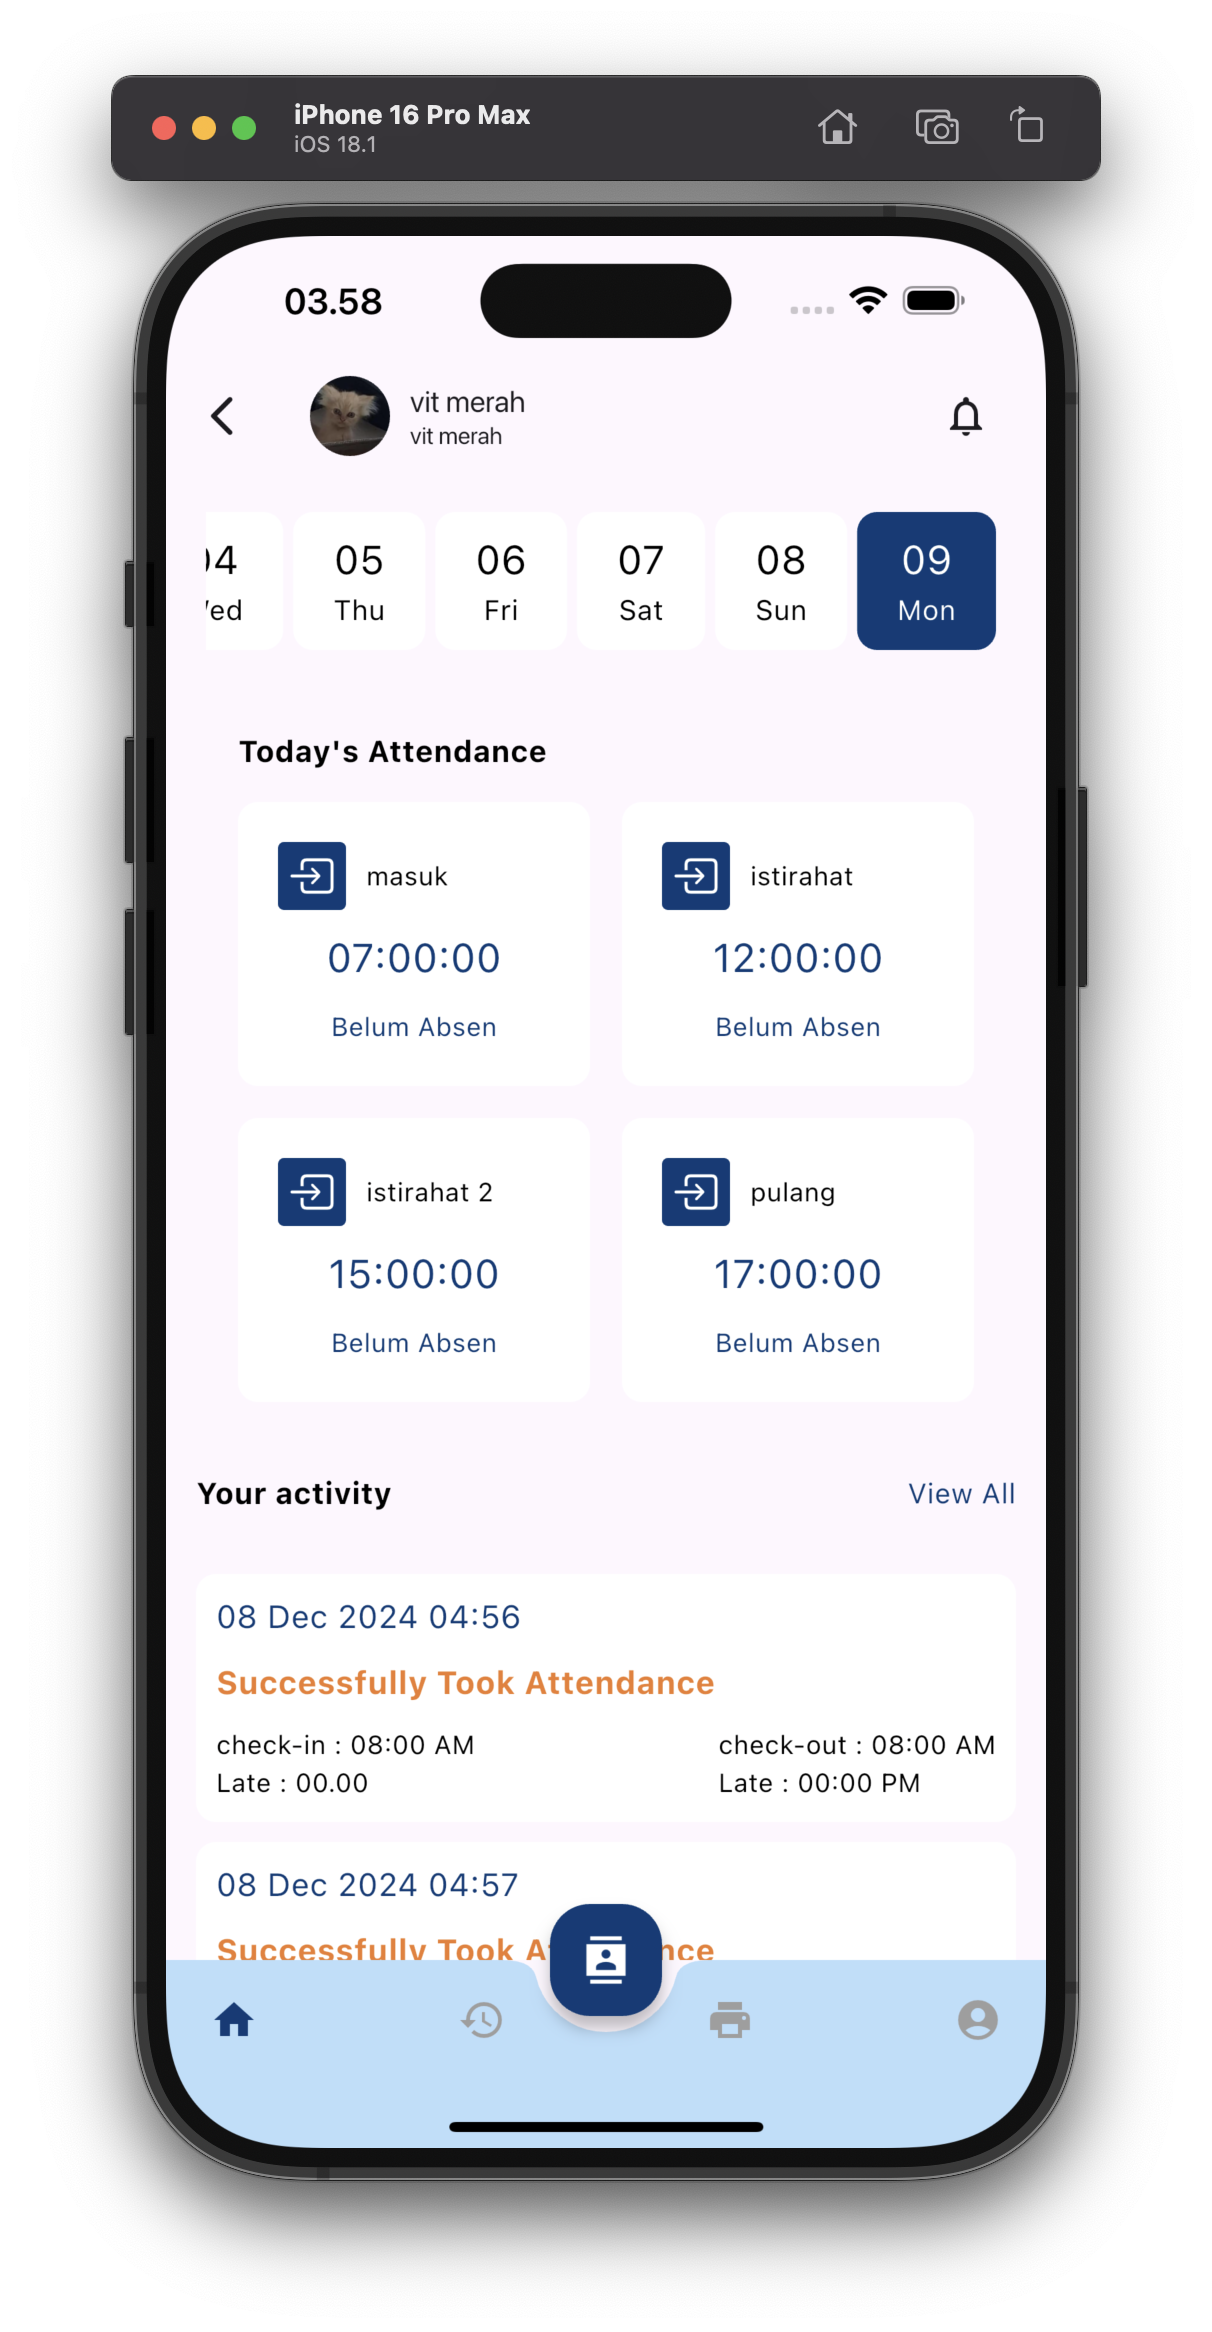 iPhone 16 Pro Max
iOS 18.1
03.58
vit merah
vit merah
05 06 07 08 09
Thu Fri Sat Sun Mon
Today's Attendance
masuk
07:00:00
Belum Absen
istirahat
12:00:00
Belum Absen
istirahat 2
15:00:00
Belum Absen
pulang
17:00:00
Belum Absen
Your activity
View All
08 Dec 2024 04:56
Successfully Took Attendance
check-in : 08:00 AM
Late : 00.00
check-out : 08:00 AM
Late : 00:00 PM
08 Dec 2024 04:57
Successfully Took